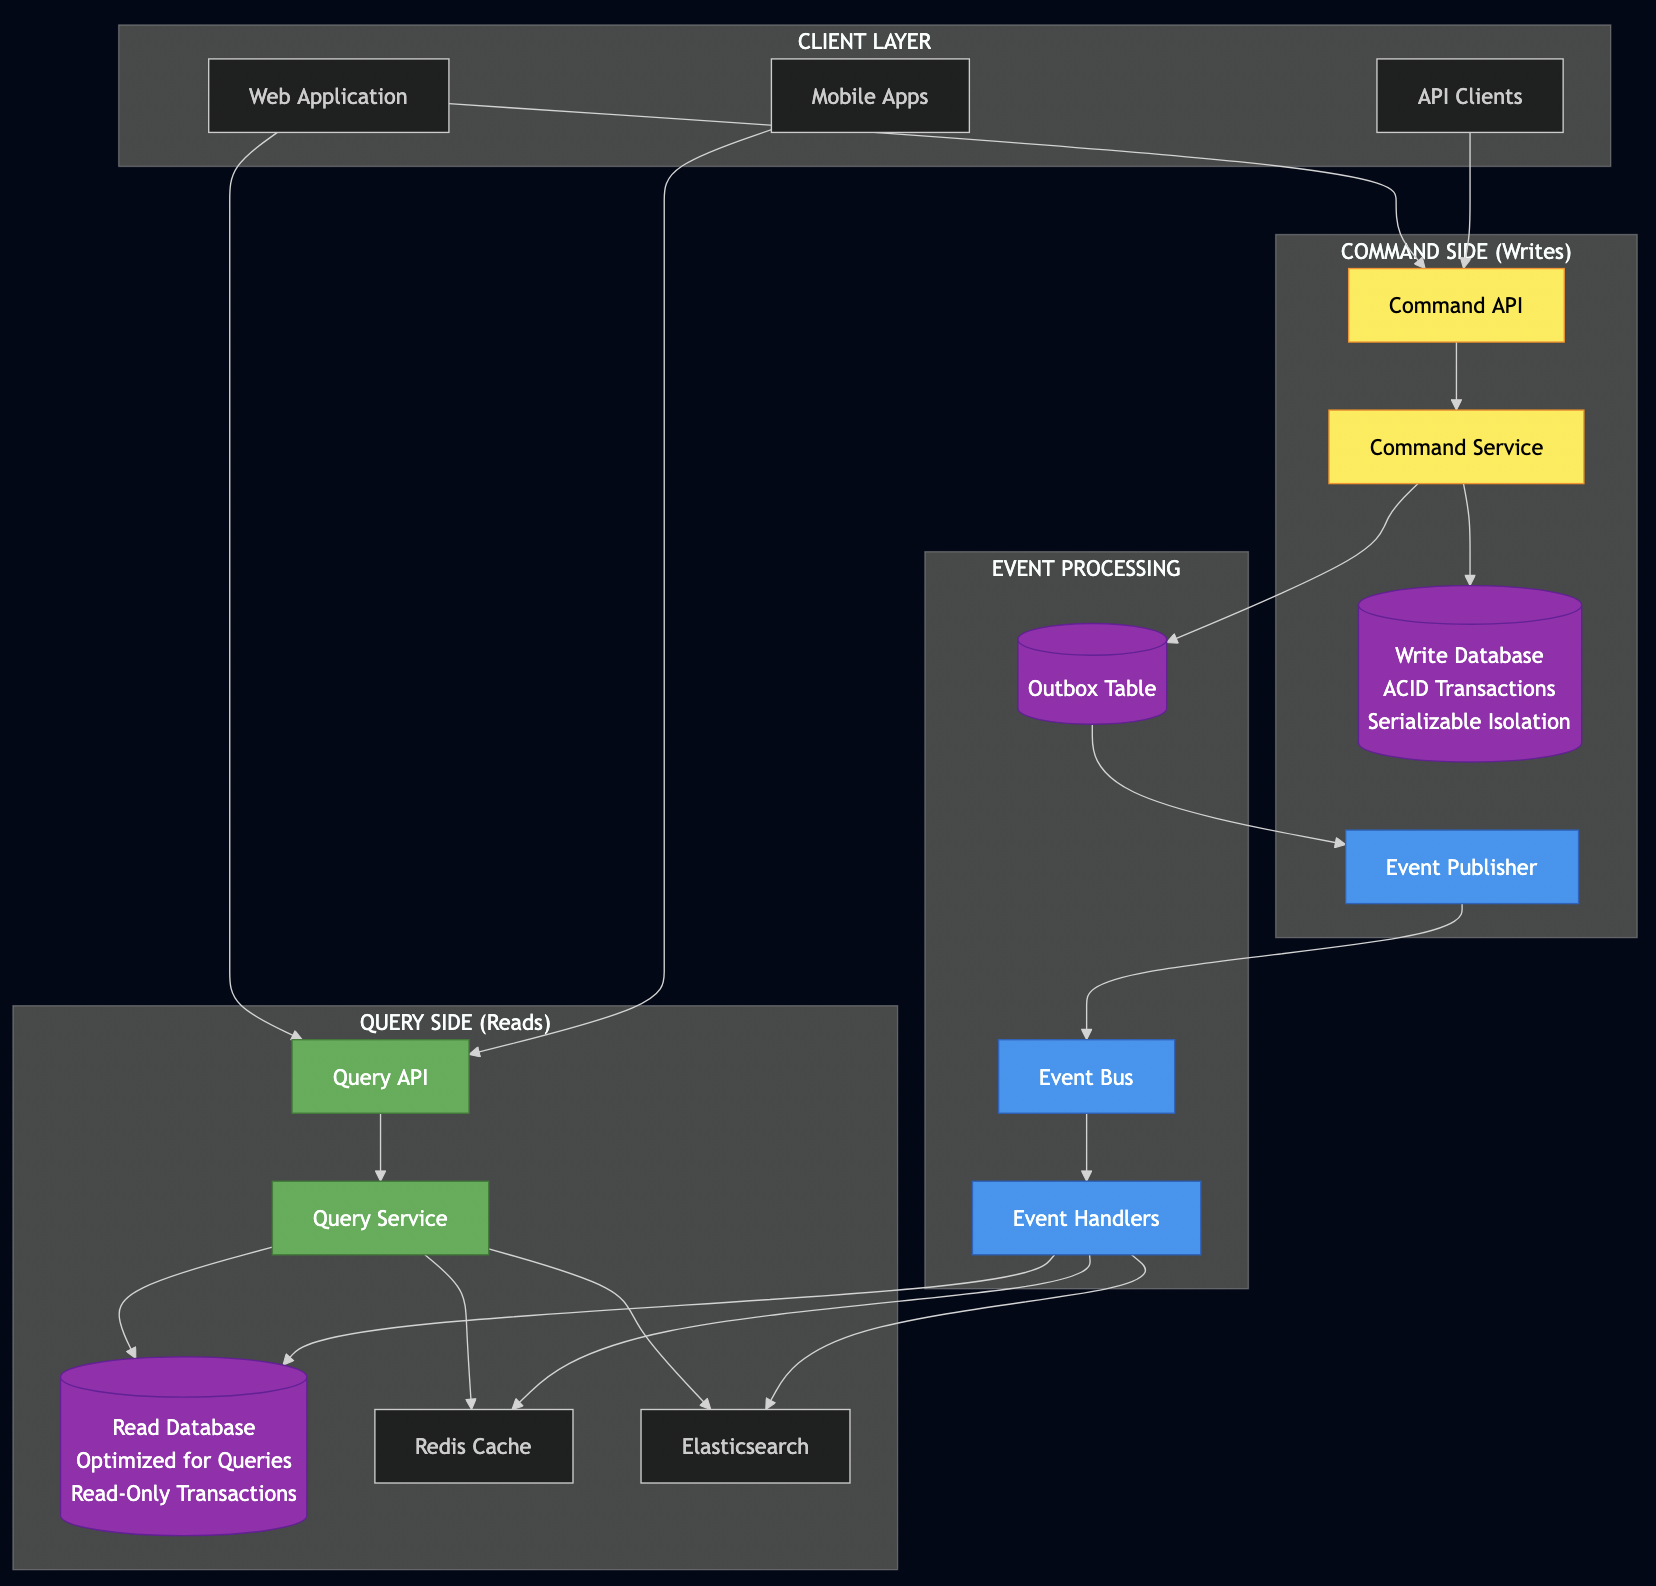 CLIENT LAYER
Web Application
Mobile Apps
API Clients
COMMAND SIDE (Writes)
Command API
Command Service
EVENT PROCESSING
Outbox Table
Write Database
ACID Transactions
Serializable Isolation
Event Publisher
QUERY SIDE (Reads)
Query API
Event Bus
Query Service
Event Handlers
Read Database
Optimized for Queries
Read-Only Transactions
Redis Cache
Elasticsearch